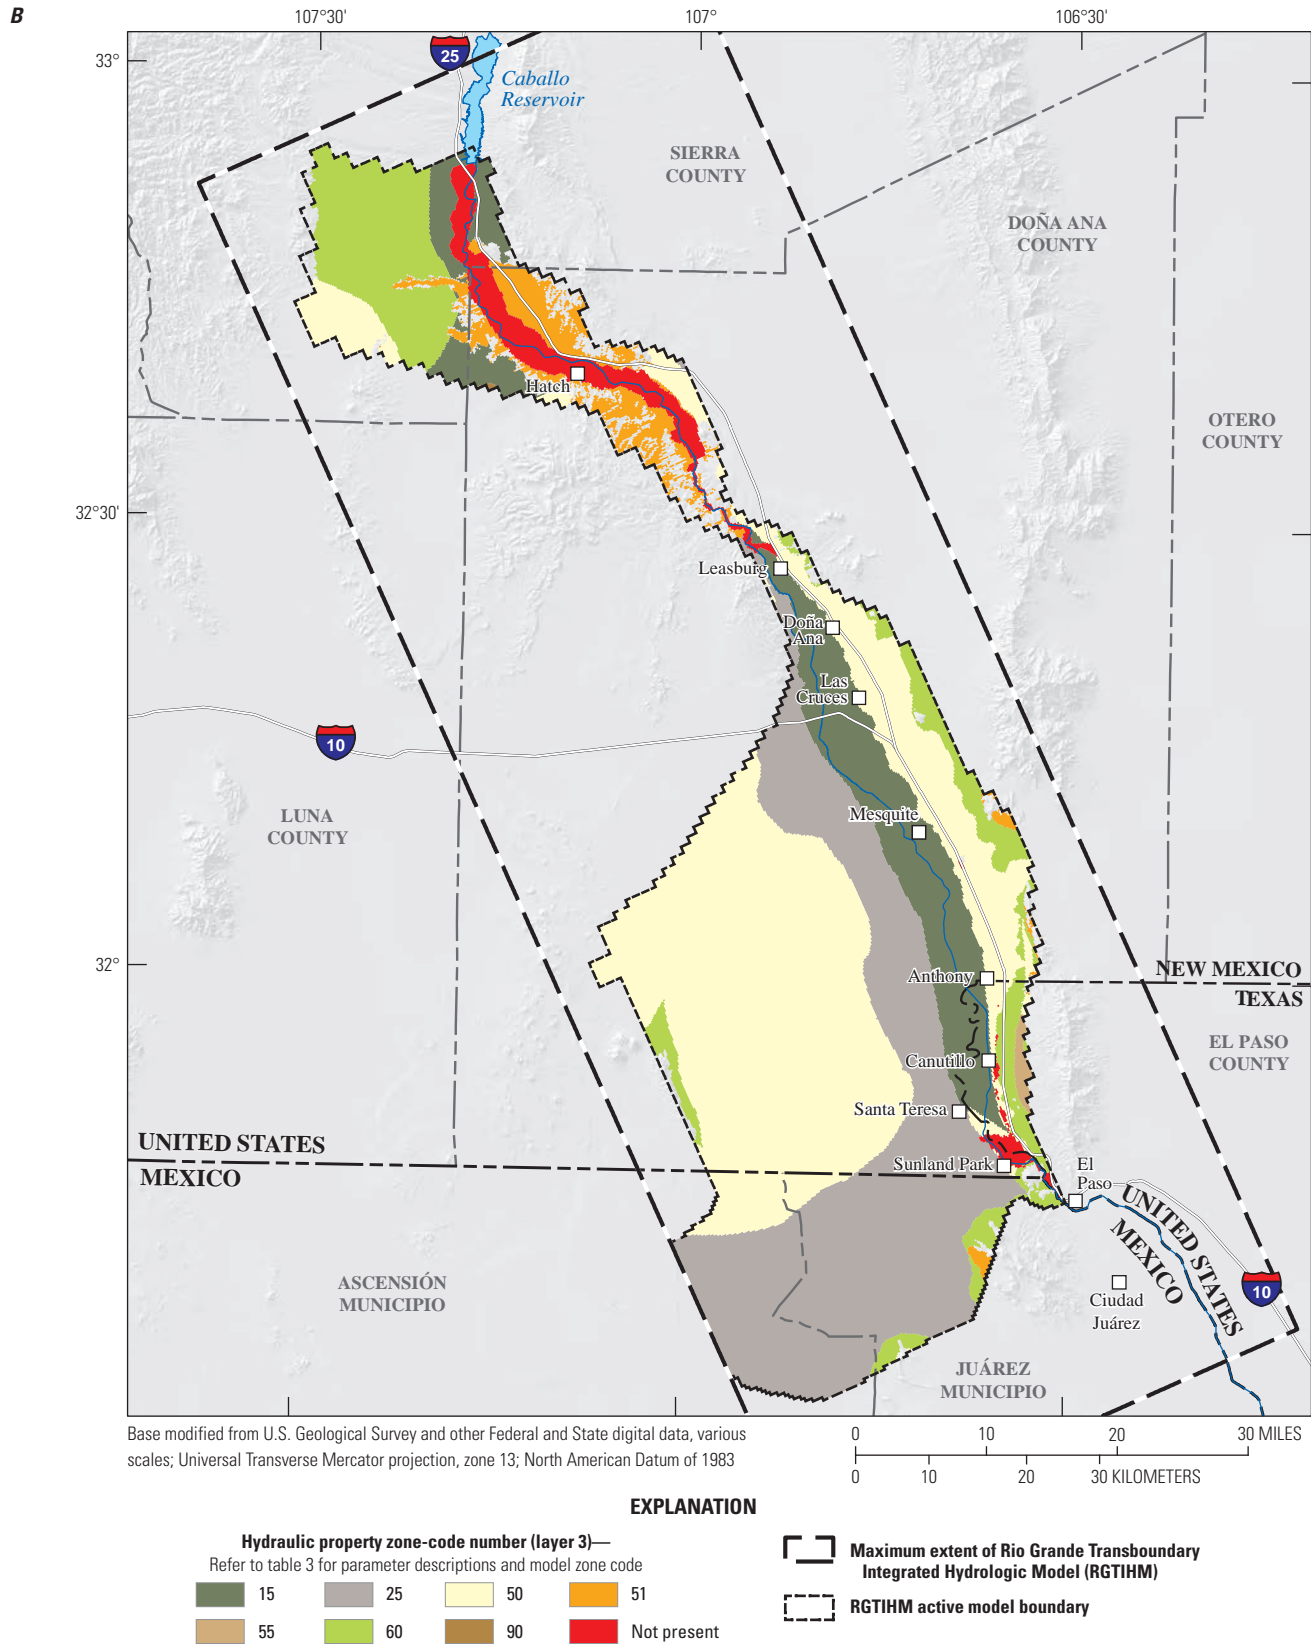 B
107°30'
107°
106°30'
33°
25
Caballo
Reservoir
SIERRA
COUNTY
DOÑA ANA
COUNTY
OTERO
COUNTY
Hatch
32°30'
Leasburg
Doña
Ana
Las
Cruces
10
LUNA
COUNTY
Mesquite
32°
Anthony
NEW MEXICO
TEXAS
EL PASO
COUNTY
Canutillo
Santa Teresa
UNITED STATES
MEXICO
Sunland Park
El
Paso
UNITED STATES
MEXICO
ASCENSIÓN
MUNICIPIO
Ciudad
Juárez
10
JUÁREZ
MUNICIPIO
Base modified from U.S. Geological Survey and other Federal and State digital data, various
scales; Universal Transverse Mercator projection, zone 13; North American Datum of 1983
0 10 20 30 MILES
0 10 20 30 KILOMETERS
EXPLANATION
Hydraulic property zone-code number (layer 3)—
Refer to table 3 for parameter descriptions and model zone code
15 25 50 51
55 60 90 Not present
Maximum extent of Rio Grande Transboundary
Integrated Hydrologic Model (RGTIHM)
RGTIHM active model boundary